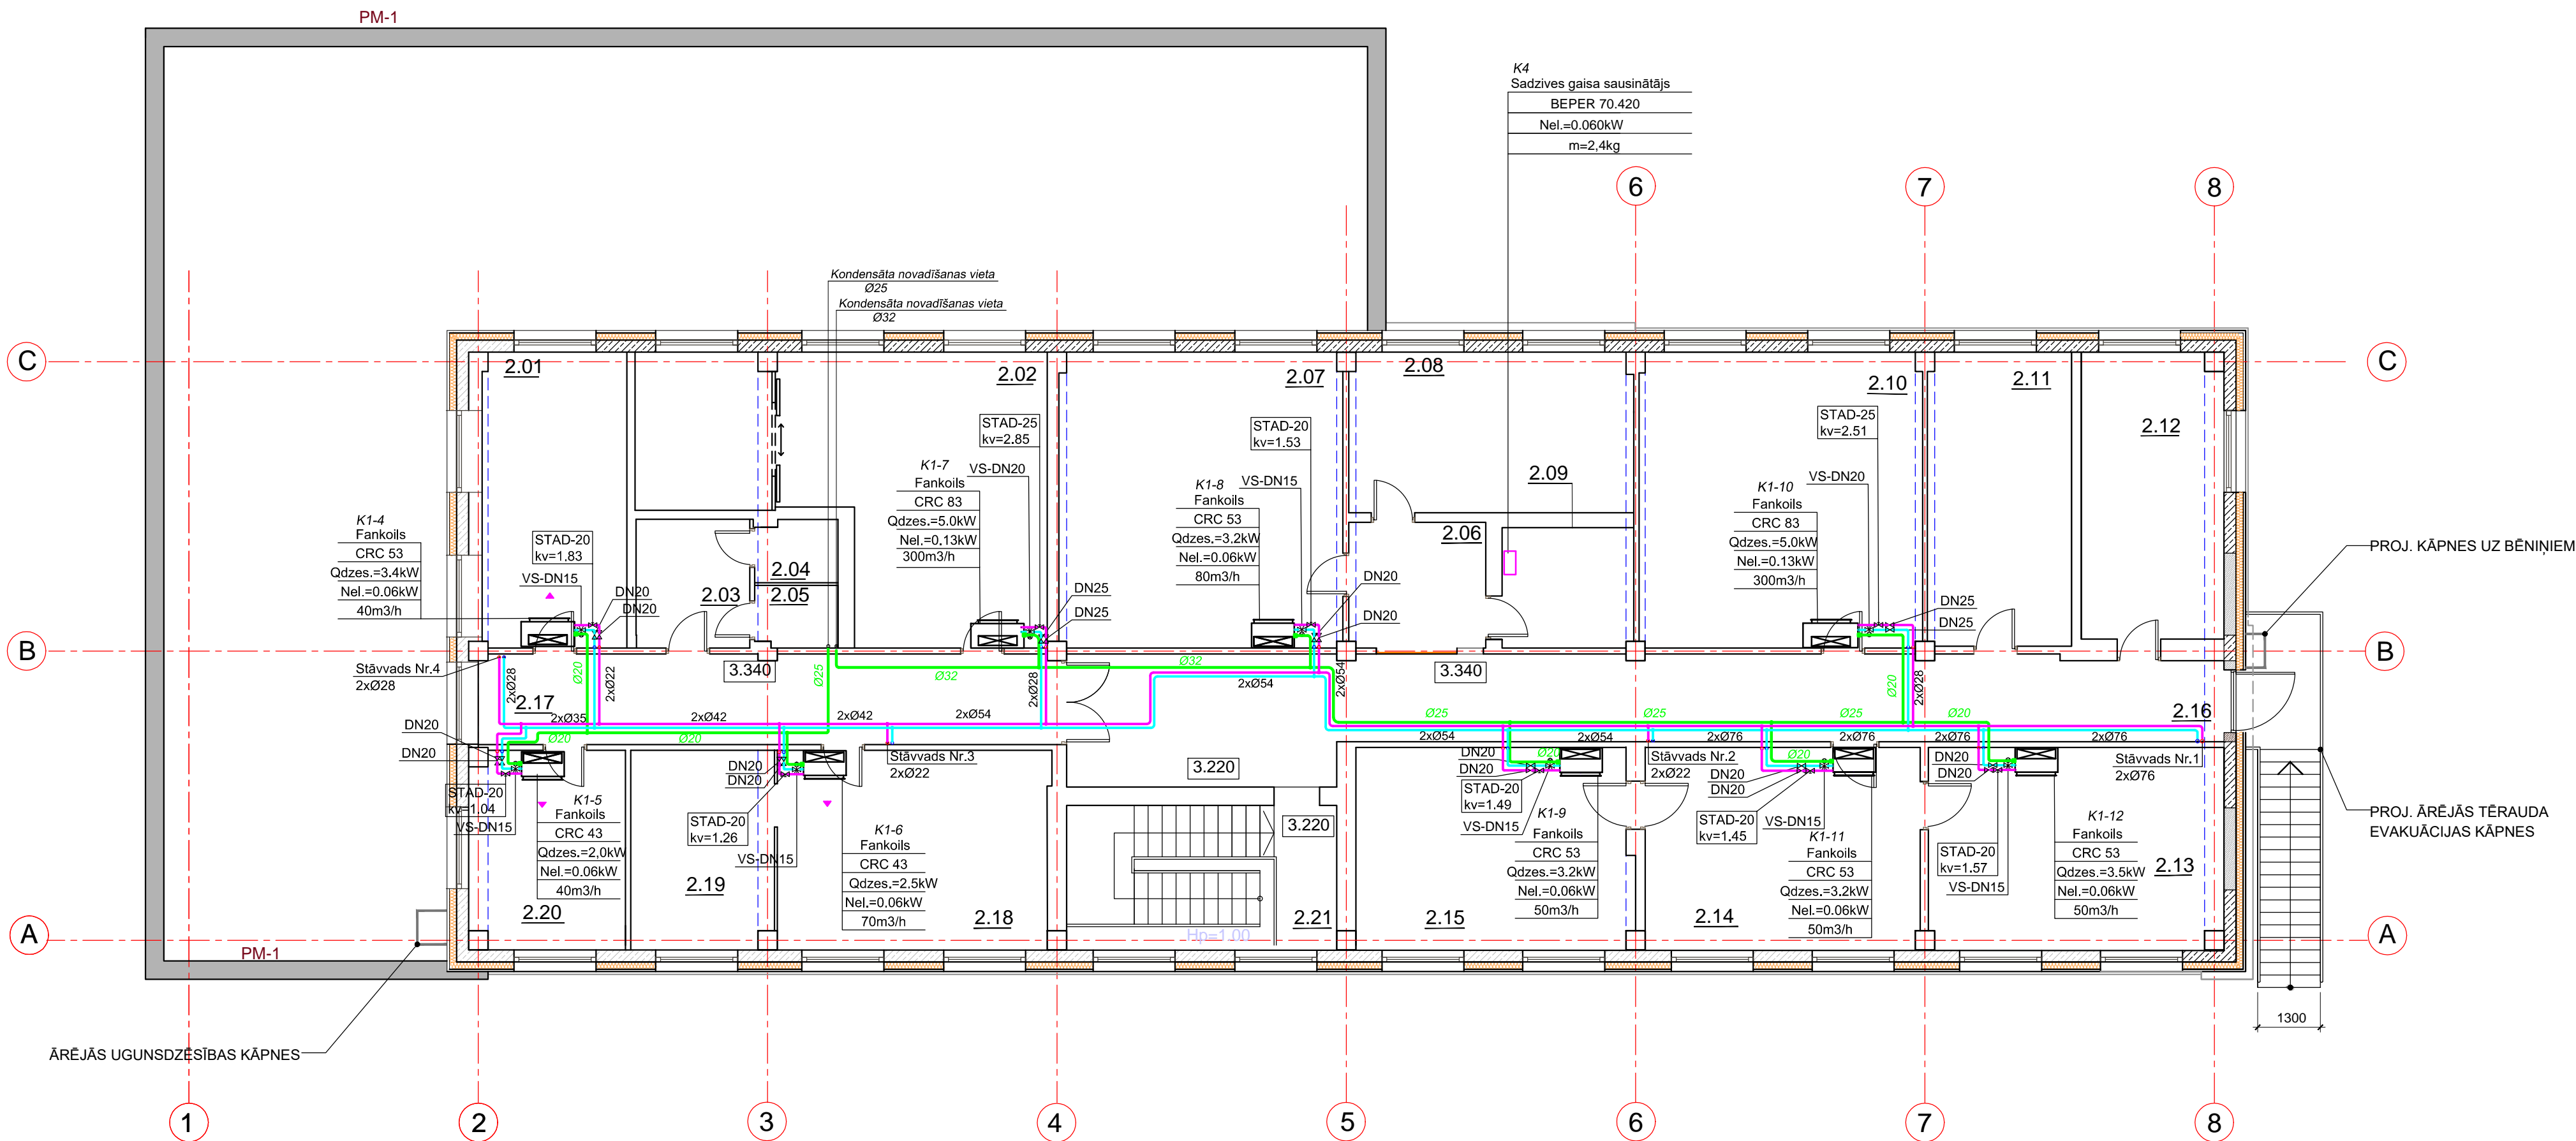 PM-1
K4
Sadzives gaisa sausinātājs
BEPER 70.420
Nel.=0.060kW
m=2,4kg
6
7
8
Kondensāta novadīšanas vieta
Ø25
Kondensāta novadīšanas vieta
Ø32
C
C
2.01
2.02
2.07
2.08
2.10
2.11
2.12
STAD-25
kv=2.85
STAD-20
kv=1.53
STAD-25
kv=2.51
K1-7
Fankoils
CRC 83
Qdzes.=5.0kW
Nel.=0.13kW
300m3/h
VS-DN20
K1-8
Fankoils
CRC 53
Qdzes.=3.2kW
Nel.=0.06kW
80m3/h
VS-DN15
2.09
2.06
K1-10
Fankoils
CRC 83
Qdzes.=5.0kW
Nel.=0.13kW
300m3/h
VS-DN20
K1-4
Fankoils
CRC 53
Qdzes.=3.4kW
Nel.=0.06kW
40m3/h
STAD-20
kv=1.83
VS-DN15
DN20
DN20
2.03
2.04
2.05
DN25
DN25
DN20
DN20
DN25
DN25
PROJ. KĀPNES UZ BĒNIŅIEM
B
B
Stāvvads Nr.4
2xØ28
2xØ28
2.17
Ø20
2xØ22
3.340
Ø25
Ø32
2xØ28
Ø32
2xØ54
2xØ54
3.340
Ø20
2xØ28
2xØ35
2xØ42
2xØ42
2xØ54
Ø25
Ø25
Ø25
Ø20
2.16
DN20
DN20
Ø20
Ø20
2xØ54
2xØ54
2xØ76
2xØ76
2xØ76
2xØ76
Stāvvads Nr.3
2xØ22
DN20
DN20
3.220
DN20
DN20
Ø20
Stāvvads Nr.2
2xØ22
DN20
DN20
Ø20
DN20
DN20
Stāvvads Nr.1
2xØ76
STAD-20
kv=1.04
VS-DN15
K1-5
Fankoils
CRC 43
Qdzes.=2,0kW
Nel.=0.06kW
40m3/h
2.20
STAD-20
kv=1.26
VS-DN15
2.19
K1-6
Fankoils
CRC 43
Qdzes.=2,5kW
Nel.=0.06kW
70m3/h
2.18
3.220
2.21
Hp=1.00
STAD-20
kv=1.49
VS-DN15
K1-9
Fankoils
CRC 53
Qdzes.=3.2kW
Nel.=0.06kW
50m3/h
2.15
STAD-20
kv=1.45
VS-DN15
K1-11
Fankoils
CRC 53
Qdzes.=3.2kW
Nel.=0.06kW
50m3/h
2.14
STAD-20
kv=1.57
VS-DN15
K1-12
Fankoils
CRC 53
Qdzes.=3.5kW
Nel.=0.06kW
50m3/h
2.13
PROJ. ĀRĒJĀS TĒRAUDA
EVAKUĀCIJAS KĀPNES
A
A
PM-1
1300
ĀRĒJĀS UGUNSDZĒSĪBAS KĀPNES
1
2
3
4
5
6
7
8